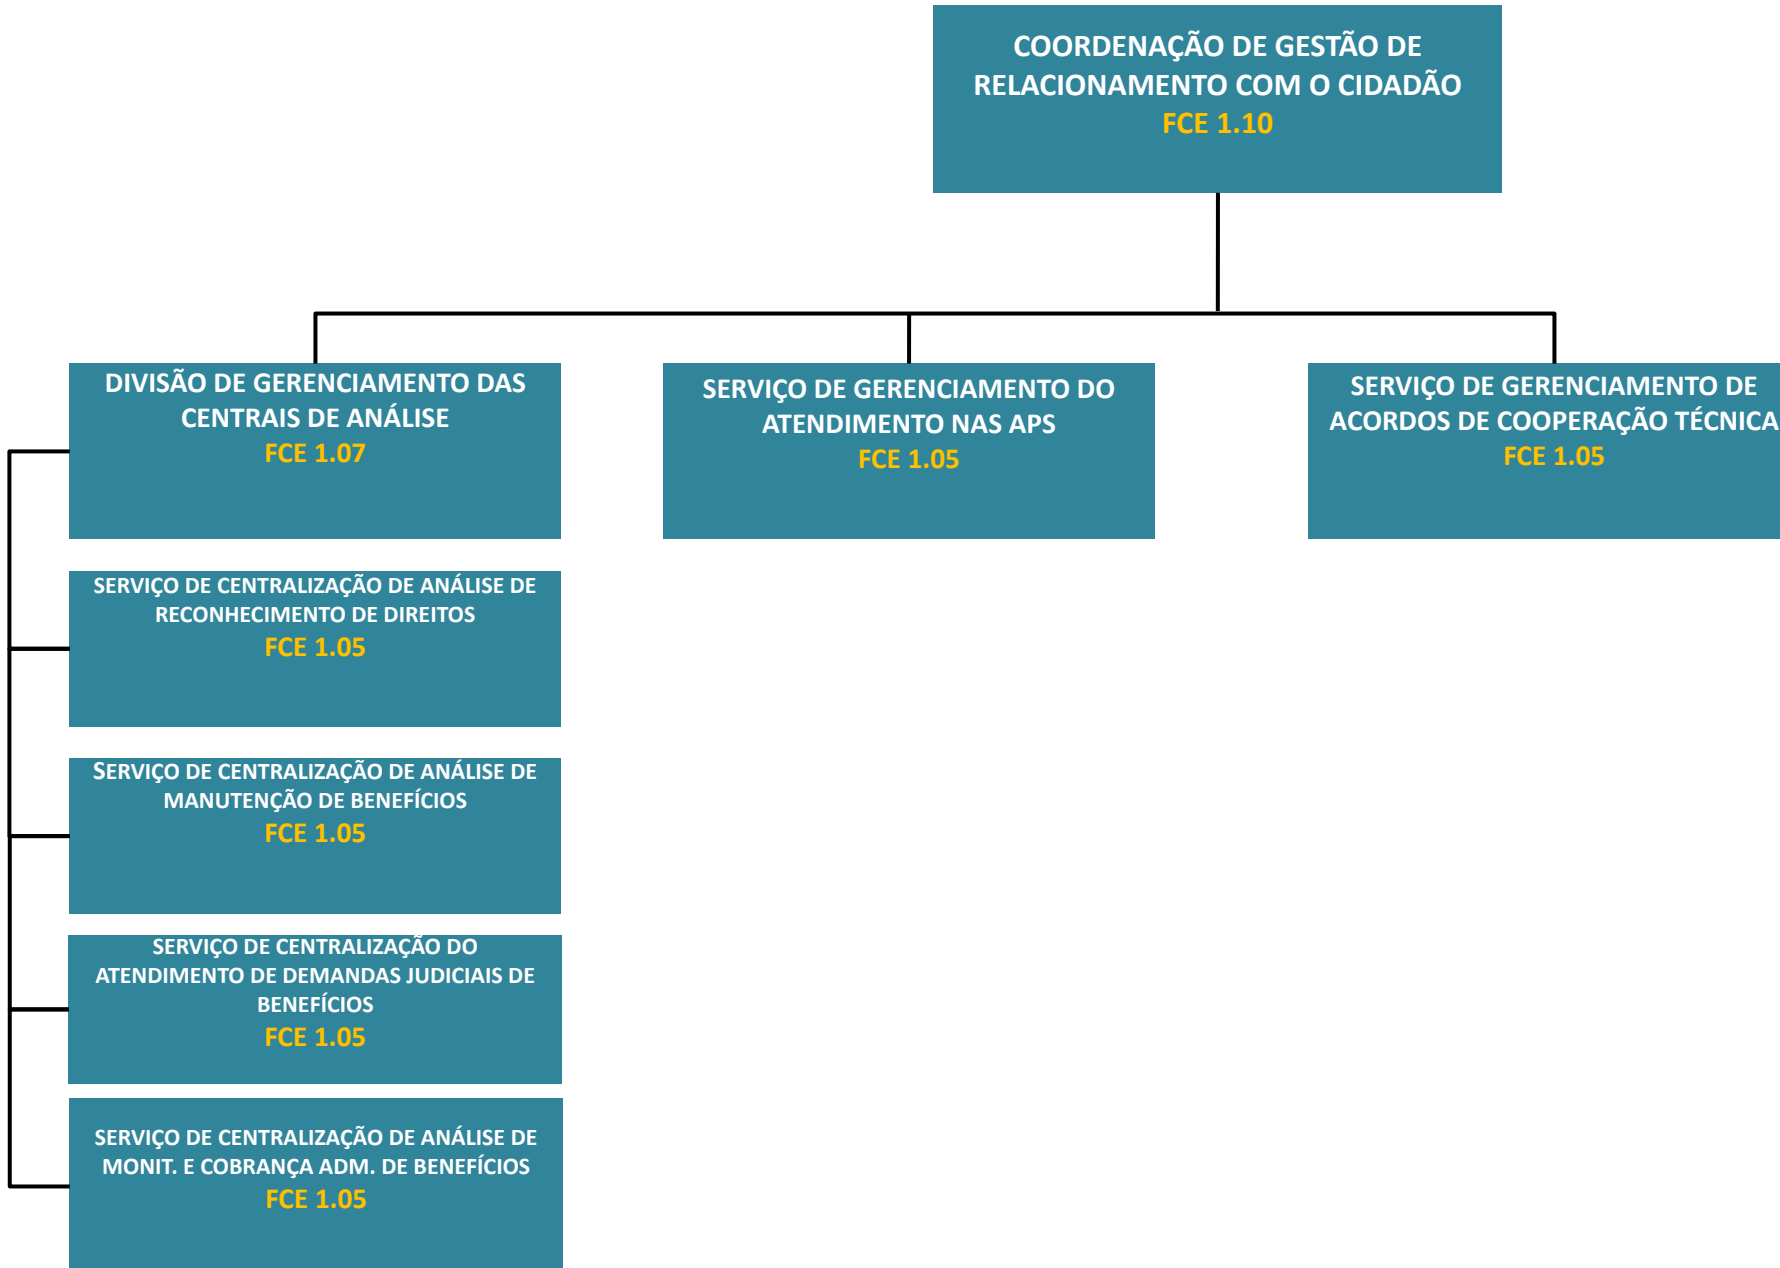 COORDENAÇÃO DE GESTÃO DE
RELACIONAMENTO COM O CIDADÃO
FCE 1.10
DIVISÃO DE GERENCIAMENTO DAS
CENTRAIS DE ANÁLISE
FCE 1.07
SERVIÇO DE GERENCIAMENTO DO
ATENDIMENTO NAS APS
FCE 1.05
SERVIÇO DE GERENCIAMENTO DE
ACORDOS DE COOPERAÇÃO TÉCNICA
FCE 1.05
SERVIÇO DE CENTRALIZAÇÃO DE ANÁLISE DE
RECONHECIMENTO DE DIREITOS
FCE 1.05
SERVIÇO DE CENTRALIZAÇÃO DE ANÁLISE DE
MANUTENÇÃO DE BENEFÍCIOS
FCE 1.05
SERVIÇO DE CENTRALIZAÇÃO DO
ATENDIMENTO DE DEMANDAS JUDICIAIS DE
BENEFÍCIOS
FCE 1.05
SERVIÇO DE CENTRALIZAÇÃO DE ANÁLISE DE
MONIT. E COBRANÇA ADM. DE BENEFÍCIOS
FCE 1.05